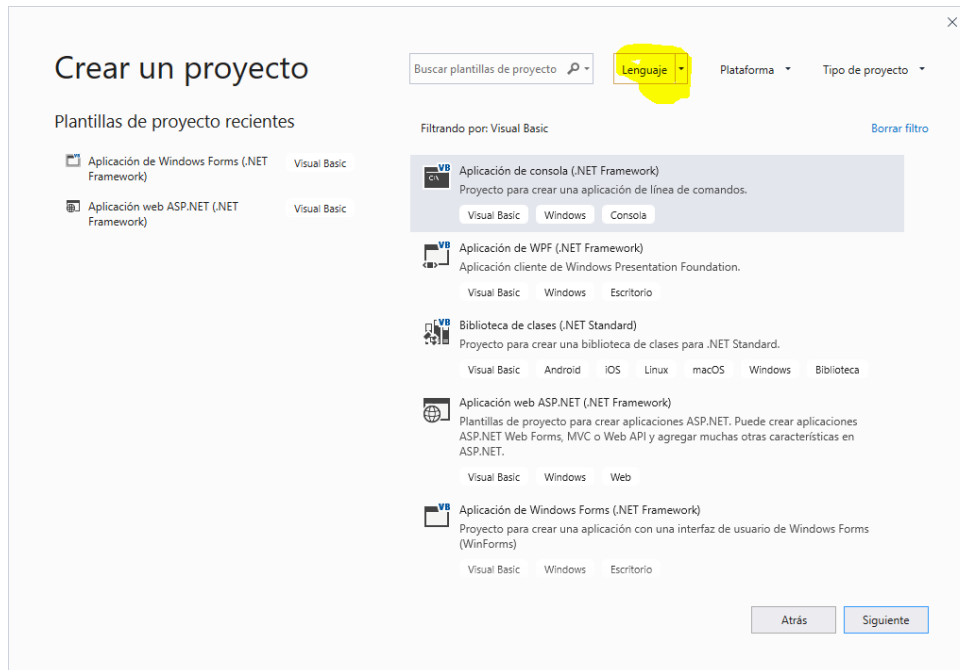 Crear un proyecto
Buscar plantillas de proyecto
Lenguaje
Plataforma
Tipo de proyecto
Plantillas de proyecto recientes
Aplicación de Windows Forms (.NET
Framework)
Visual Basic
Aplicación web ASP.NET (.NET
Framework)
Visual Basic
Filtrando por: Visual Basic
Borrar filtro
VB
C:\
Aplicación de consola (.NET Framework)
Proyecto para crear una aplicación de línea de comandos.
Visual Basic Windows Consola
VB
Aplicación de WPF (.NET Framework)
Aplicación cliente de Windows Presentation Foundation.
Visual Basic Windows Escritorio
VB
Biblioteca de clases (.NET Standard)
Proyecto para crear una biblioteca de clases para .NET Standard.
Visual Basic Android iOS Linux macOS Windows Biblioteca
Aplicación web ASP.NET (.NET Framework)
Plantillas de proyecto para crear aplicaciones ASP.NET. Puede crear aplicaciones
ASP.NET Web Forms, MVC o Web API y agregar muchas otras características en
ASP.NET.
Visual Basic Windows Web
VB
Aplicación de Windows Forms (.NET Framework)
Proyecto para crear una aplicación con una interfaz de usuario de Windows Forms
(WinForms)
Visual Basic Windows Escritorio
Atrás
Siguiente